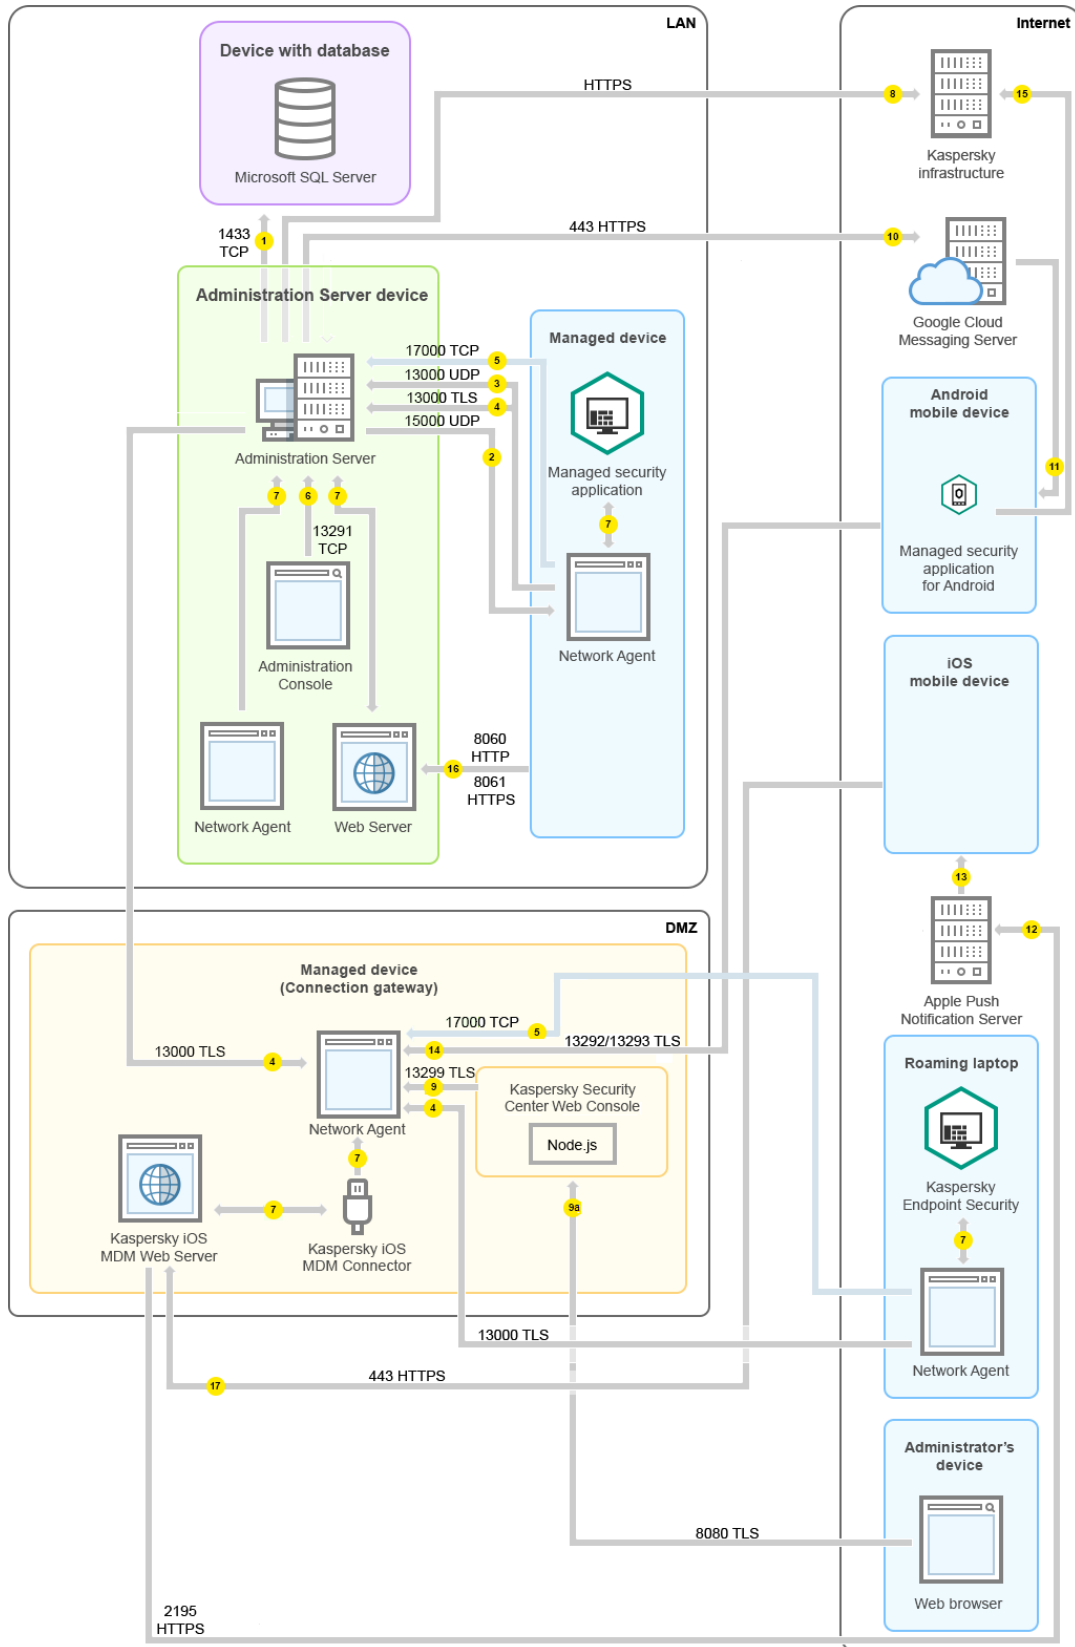 LAN
Device with database
Microsoft SQL Server
1433
TCP
1
HTTPS
8
443 HTTPS
10
Administration Server device
Administration Server
17000 TCP
5
13000 UDP
3
13000 TLS
4
15000 UDP
2
7
6
7
13291
TCP
Administration
Console
Network Agent
Web Server
Managed device
Managed security
application
7
Network Agent
8060
HTTP
16
8061
HTTPS
Internet
15
Kaspersky
infrastructure
Google Cloud
Messaging Server
11
Android
mobile device
Managed security
application
for Android
iOS
mobile device
13
12
Apple Push
Notification Server
DMZ
Managed device
(Connection gateway)
17000 TCP
5
13292/13293 TLS
14
13000 TLS
4
13299 TLS
9
4
Network Agent
Kaspersky Security
Center Web Console
Node.js
7
9a
7
Kaspersky iOS
MDM Web Server
Kaspersky iOS
MDM Connector
Roaming laptop
Kaspersky
Endpoint Security
7
Network Agent
13000 TLS
443 HTTPS
17
Administrator's
device
8080 TLS
Web browser
2195
HTTPS